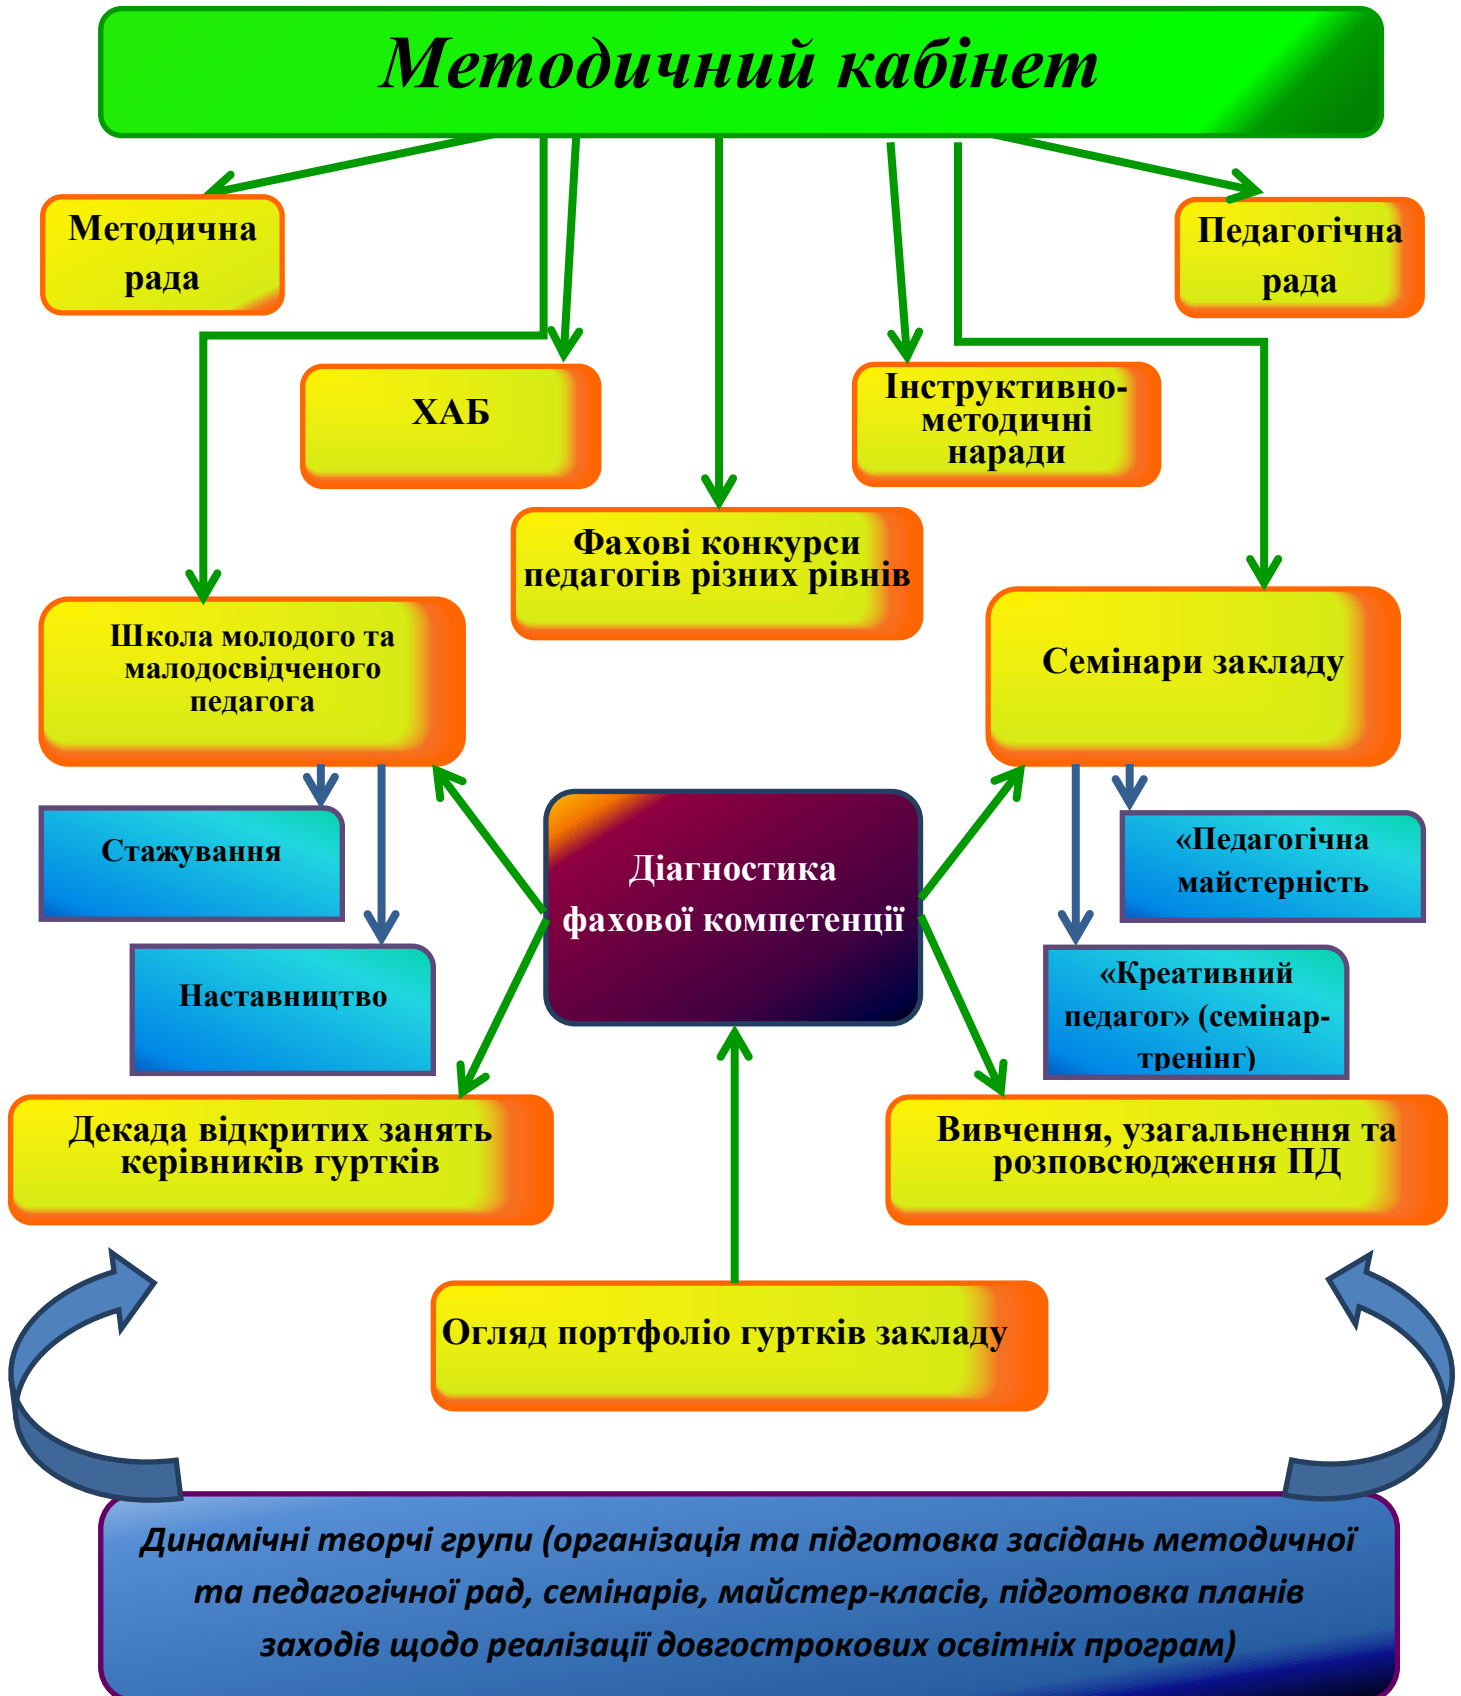 Методичний кабінет
Методична
рада
Педагогічна
рада
ХАБ
Інструктивно-
методичні
наради
Фахові конкурси
педагогів різних рівнів
Школа молодого та
малодосвідченого
педагога
Семінари закладу
Стажування
Діагностика
фахової компетенції
«Педагогічна
майстерність
Наставництво
«Креативний
педагог» (семінар-
тренінг)
Декада відкритих занять
керівників гуртків
Вивчення, узагальнення та
розповсюдження ПД
Огляд портфоліо гуртків закладу
Динамічні творчі групи (організація та підготовка засідань методичної
та педагогічної рад, семінарів, майстер-класів, підготовка планів
заходів щодо реалізації довгострокових освітніх програм)